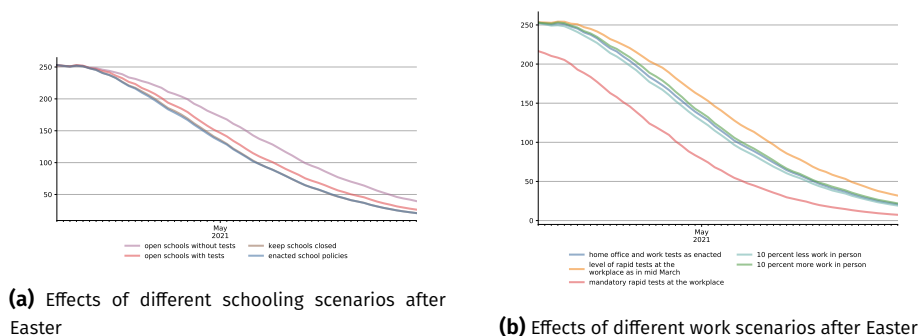 250
200
150
100
50
May
2021
open schools without tests
open schools with tests
keep schools closed
enacted school policies
(a) Effects of different schooling scenarios after
Easter
250
200
150
100
50
0
May
2021
home office and work tests as enacted
level of rapid tests at the
workplace as in mid March
mandatory rapid tests at the workplace
10 percent less work in person
10 percent more work in person
(b) Effects of different work scenarios after Easter